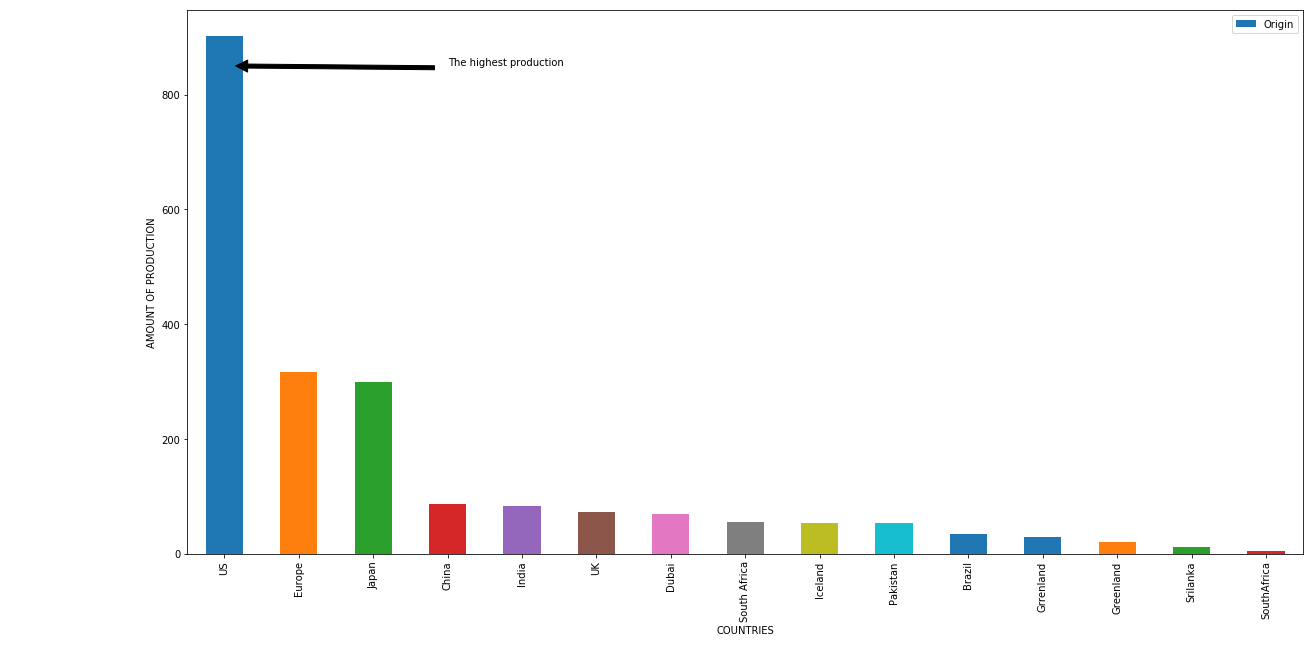 Origin
The highest production
800
600
400
200
0
AMOUNT OF PRODUCTION
US
Europe
Japan
China
India
UK
Dubai
South Africa
Iceland
Pakistan
Brazil
Grrenland
Greenland
Srilanka
SouthAfrica
COUNTRIES